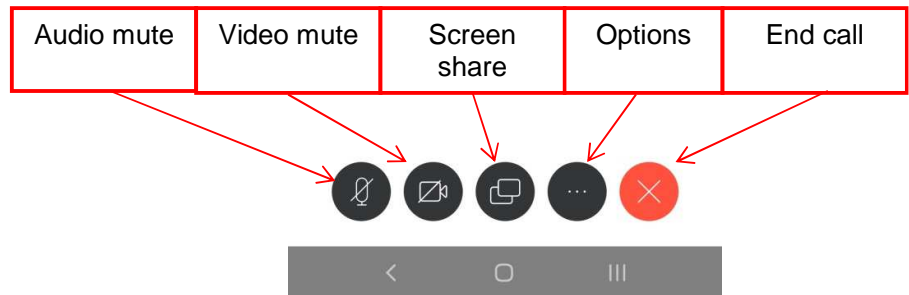 Audio mute
Video mute
Screen
share
Options
End call